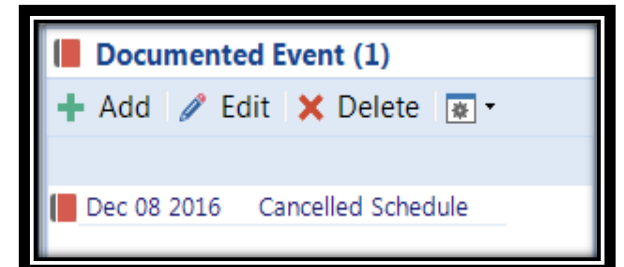 Documented Event (1)
Add Edit Delete
Dec 08 2016 Cancelled Schedule